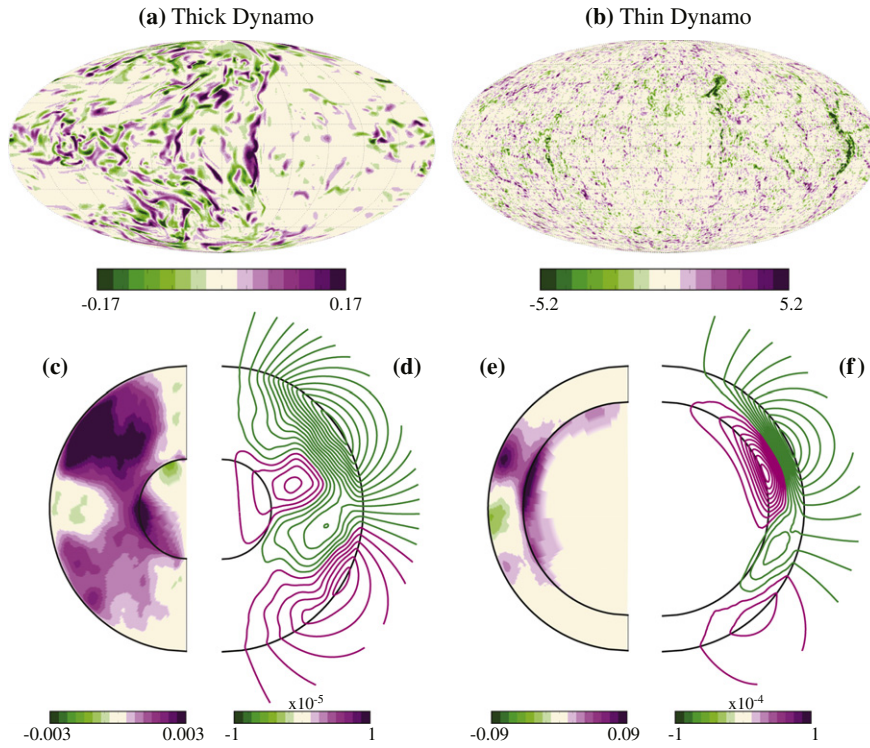 (a) Thick Dynamo
(b) Thin Dynamo
-0.17 0.17
-5.2 5.2
(c) (d) (e) (f)
x10-5
x10-4
-0.003 0.003 -1 1 -0.09 0.09 -1 1